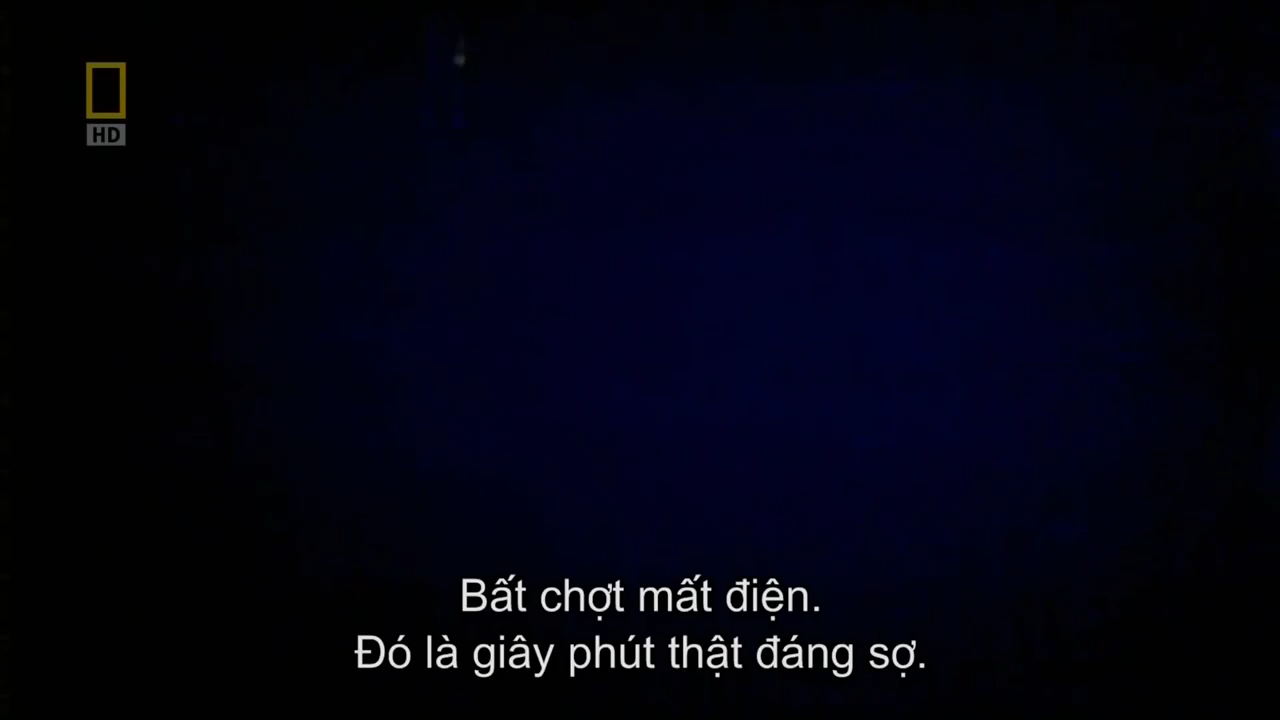 HD
Bất chợt mất điện.
Đó là giây phút thật đáng sợ.